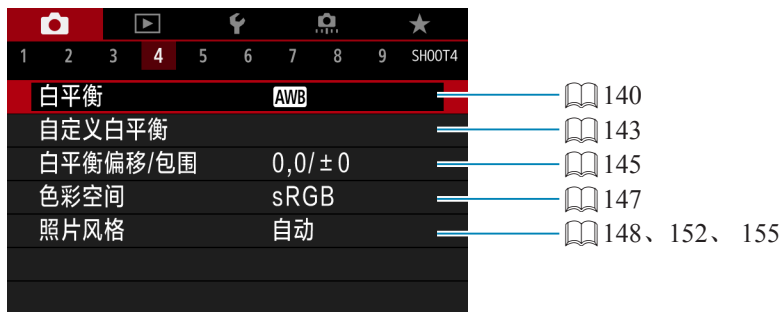 1 2 3 4 5 6 7 8 9 SHOOT4
白平衡 AWB 140
自定义白平衡 143
白平衡偏移/包围 0,0/±0 145
色彩空间 sRGB 147
照片风格 自动 148、152、 155